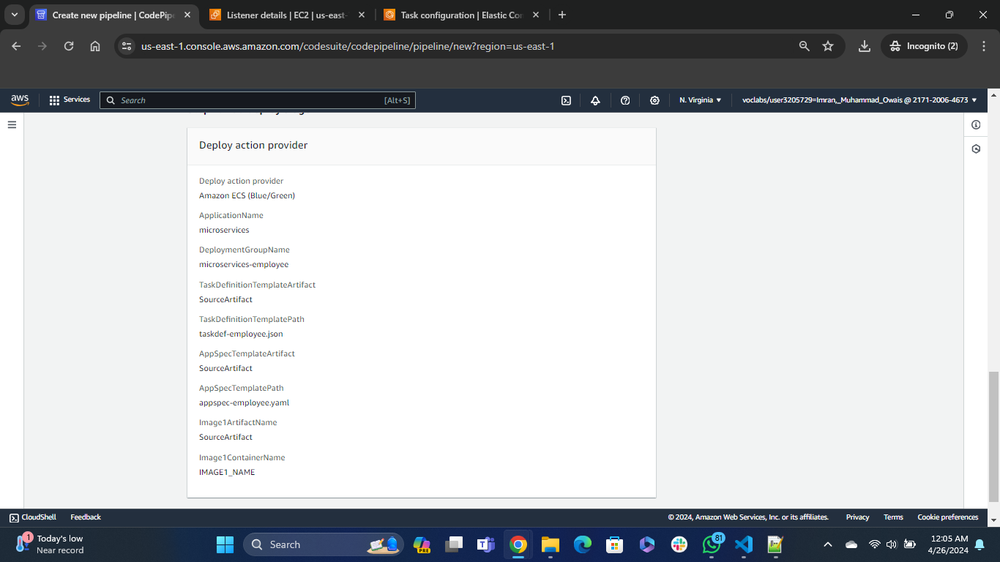 Create new pipeline | CodePip
Listener details | EC2 | us-east-
Task configuration | Elastic Co
us-east-1.console.aws.amazon.com/codesuite/codepipeline/pipeline/new?region=us-east-1
Incognito (2)
aws
Services
Search
[Alt+S]
N. Virginia
voclabs/user3205729=Imran,_Muhammad_Owais @ 2171-2006-4673
Deploy action provider
Deploy action provider
Amazon ECS (Blue/Green)
ApplicationName
microservices
DeploymentGroupName
microservices-employee
TaskDefinitionTemplateArtifact
SourceArtifact
TaskDefinitionTemplatePath
taskdef-employee.json
AppSpecTemplateArtifact
SourceArtifact
AppSpecTemplatePath
appspec-employee.yaml
Image1ArtifactName
SourceArtifact
Image1ContainerName
IMAGE1_NAME
CloudShell
Feedback
© 2024, Amazon Web Services, Inc. or its affiliates.
Privacy
Terms
Cookie preferences
1
Today's low
Near record
Search
PRE
81
12:05 AM
4/26/2024